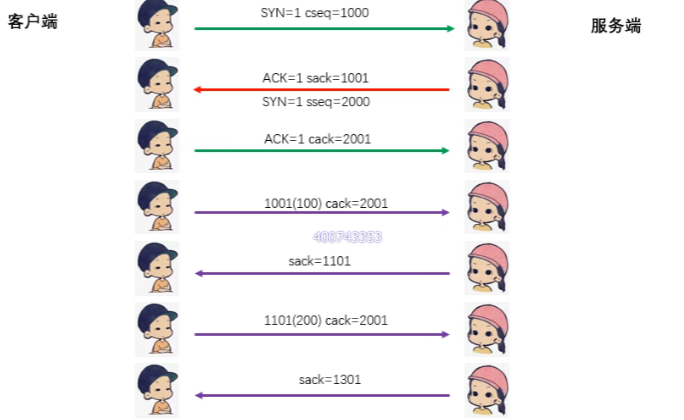 客户端
服务端
SYN=1 cseq=1000
ACK=1 sack=1001
SYN=1 sseq=2000
ACK=1 cack=2001
1001(100) cack=2001
400743353
sack=1101
1101(200) cack=2001
sack=1301